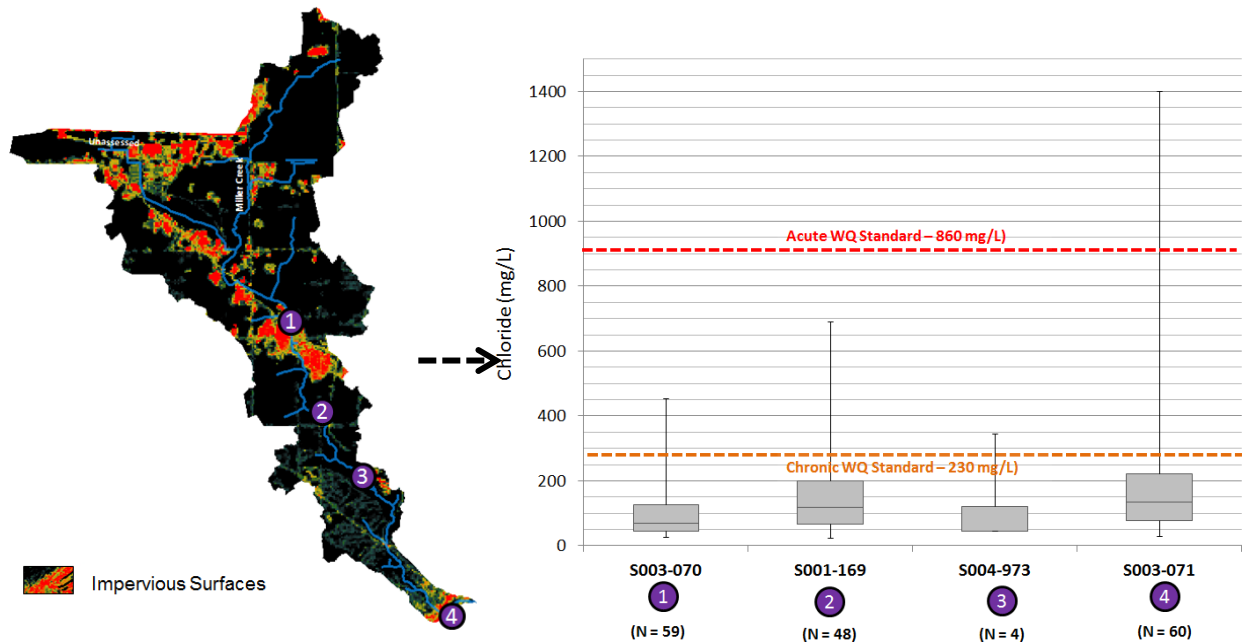 Unassessed
Miller Creek
1
2
3
4
Impervious Surfaces
Chloride (mg/L)
1400
1200
1000
800
600
400
200
0
Acute WQ Standard – 860 mg/L)
Chronic WQ Standard – 230 mg/L)
S003-070 S001-169 S004-973 S003-071
1 2 3 4
(N = 59) (N = 48) (N = 4) (N = 60)